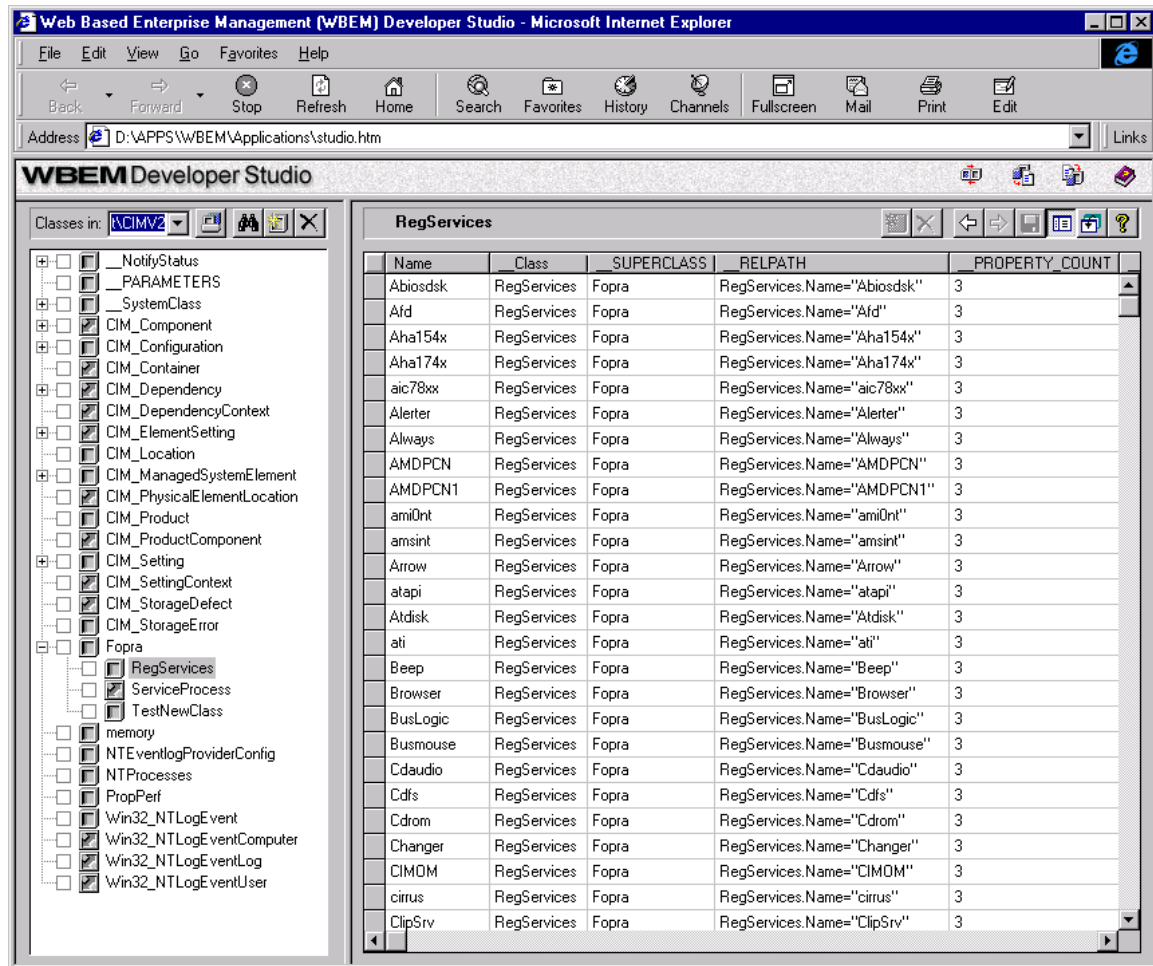 Web Based Enterprise Management (WBEM) Developer Studio - Microsoft Internet Explorer
File Edit View Go Favorites Help
Back Forward Stop Refresh Home Search Favorites History Channels Fullscreen Mail Print Edit
Address D:\APPS\WBEM\Applications\studio.htm Links
WBEM Developer Studio
Classes in: t\CIMV2
__NotifyStatus
__PARAMETERS
__SystemClass
CIM_Component
CIM_Configuration
CIM_Container
CIM_Dependency
CIM_DependencyContext
CIM_ElementSetting
CIM_Location
CIM_ManagedSystemElement
CIM_PhysicalElementLocation
CIM_Product
CIM_ProductComponent
CIM_Setting
CIM_SettingContext
CIM_StorageDefect
CIM_StorageError
Fopra
RegServices
ServiceProcess
TestNewClass
memory
NTEventlogProviderConfig
NTProcesses
PropPerf
Win32_NTLogEvent
Win32_NTLogEventComputer
Win32_NTLogEventLog
Win32_NTLogEventUser
RegServices
Name __Class __SUPERCLASS __RELPATH __PROPERTY_COUNT
Abiosdsk RegServices Fopra RegServices.Name="Abiosdsk" 3
Afd RegServices Fopra RegServices.Name="Afd" 3
Aha154x RegServices Fopra RegServices.Name="Aha154x" 3
Aha174x RegServices Fopra RegServices.Name="Aha174x" 3
aic78xx RegServices Fopra RegServices.Name="aic78xx" 3
Alerter RegServices Fopra RegServices.Name="Alerter" 3
Always RegServices Fopra RegServices.Name="Always" 3
AMDPCN RegServices Fopra RegServices.Name="AMDPCN" 3
AMDPCN1 RegServices Fopra RegServices.Name="AMDPCN1" 3
ami0nt RegServices Fopra RegServices.Name="ami0nt" 3
amsint RegServices Fopra RegServices.Name="amsint" 3
Arrow RegServices Fopra RegServices.Name="Arrow" 3
atapi RegServices Fopra RegServices.Name="atapi" 3
Atdisk RegServices Fopra RegServices.Name="Atdisk" 3
ati RegServices Fopra RegServices.Name="ati" 3
Beep RegServices Fopra RegServices.Name="Beep" 3
Browser RegServices Fopra RegServices.Name="Browser" 3
BusLogic RegServices Fopra RegServices.Name="BusLogic" 3
Busmouse RegServices Fopra RegServices.Name="Busmouse" 3
Cdaudio RegServices Fopra RegServices.Name="Cdaudio" 3
Cdfs RegServices Fopra RegServices.Name="Cdfs" 3
Cdrom RegServices Fopra RegServices.Name="Cdrom" 3
Changer RegServices Fopra RegServices.Name="Changer" 3
CIMOM RegServices Fopra RegServices.Name="CIMOM" 3
cirrus RegServices Fopra RegServices.Name="cirrus" 3
ClipSrv RegServices Fopra RegServices.Name="ClipSrv" 3